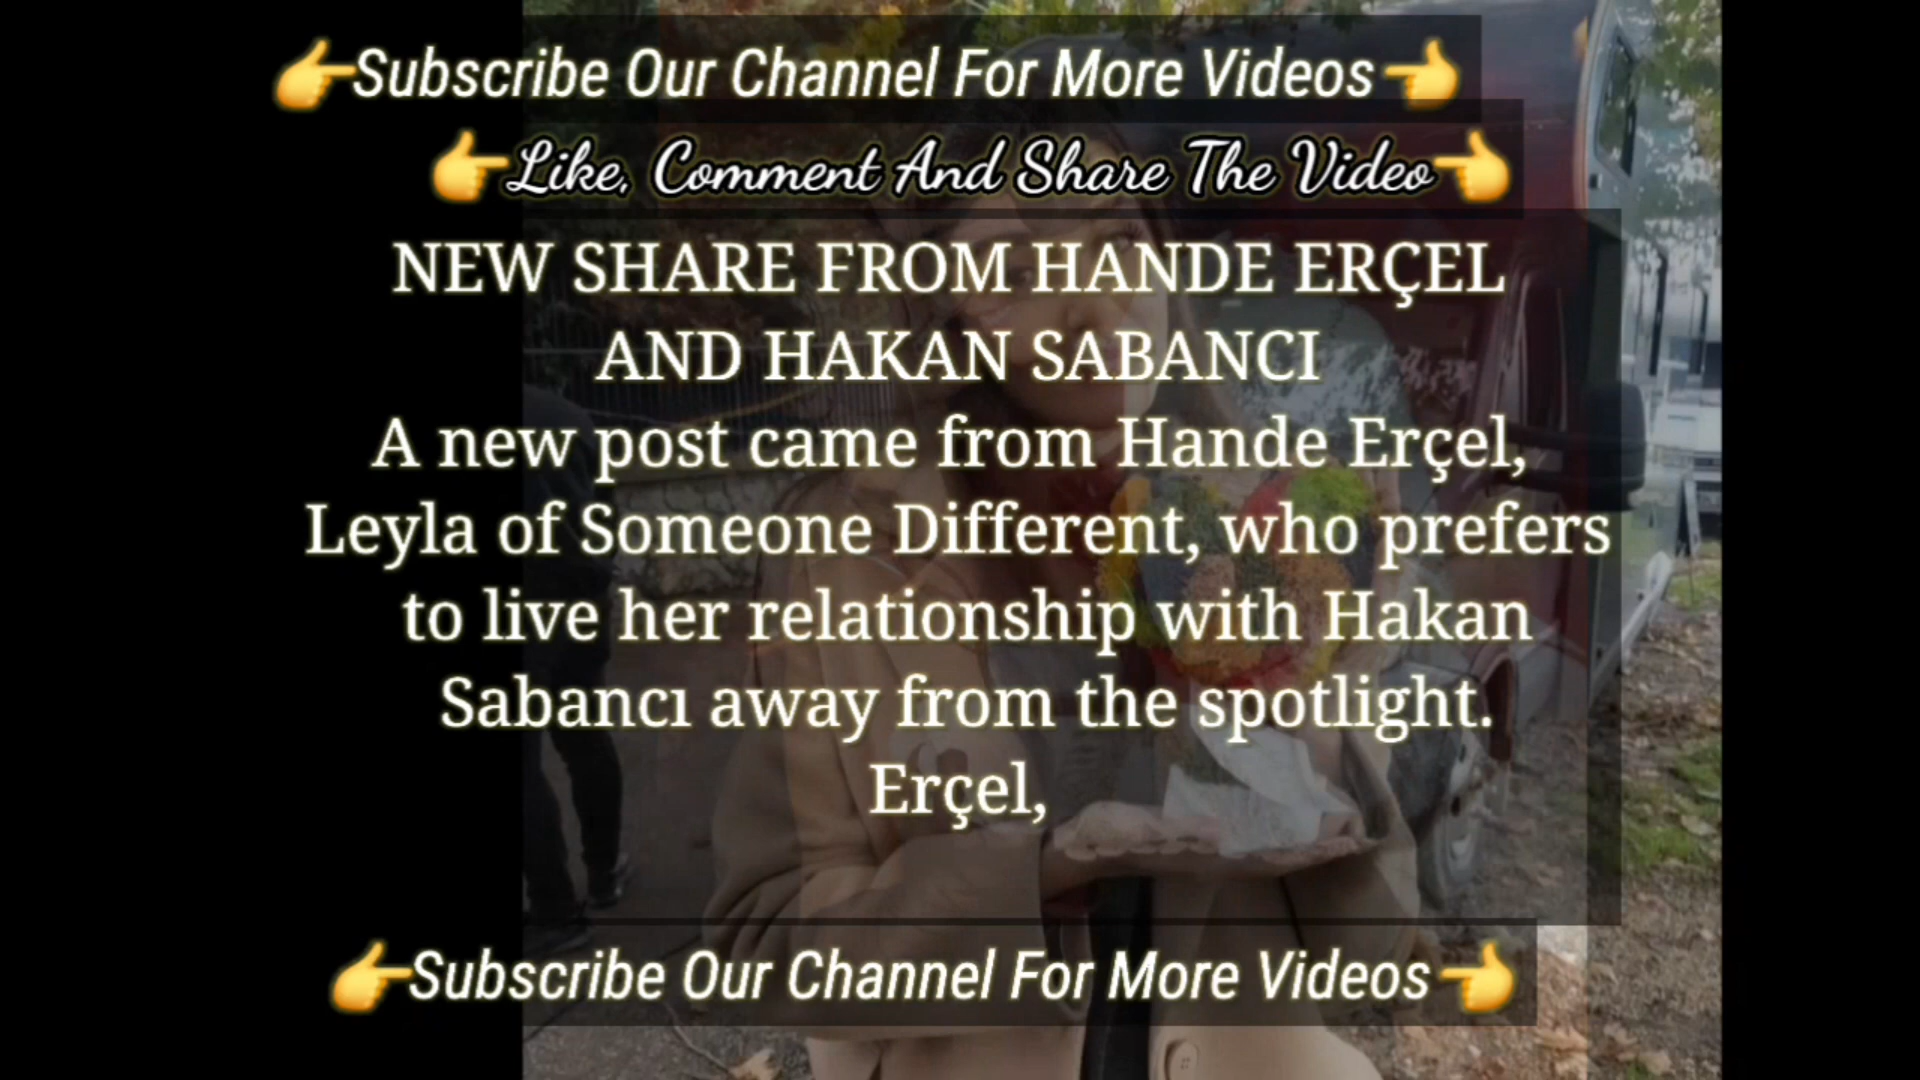 👉Subscribe Our Channel For More Videos👈
👉Like, Comment And Share The Video👈
NEW SHARE FROM HANDE ERÇEL
AND HAKAN SABANCI
A new post came from Hande Erçel,
Leyla of Someone Different, who prefers
to live her relationship with Hakan
Sabancı away from the spotlight.
Erçel,
👉Subscribe Our Channel For More Videos👈